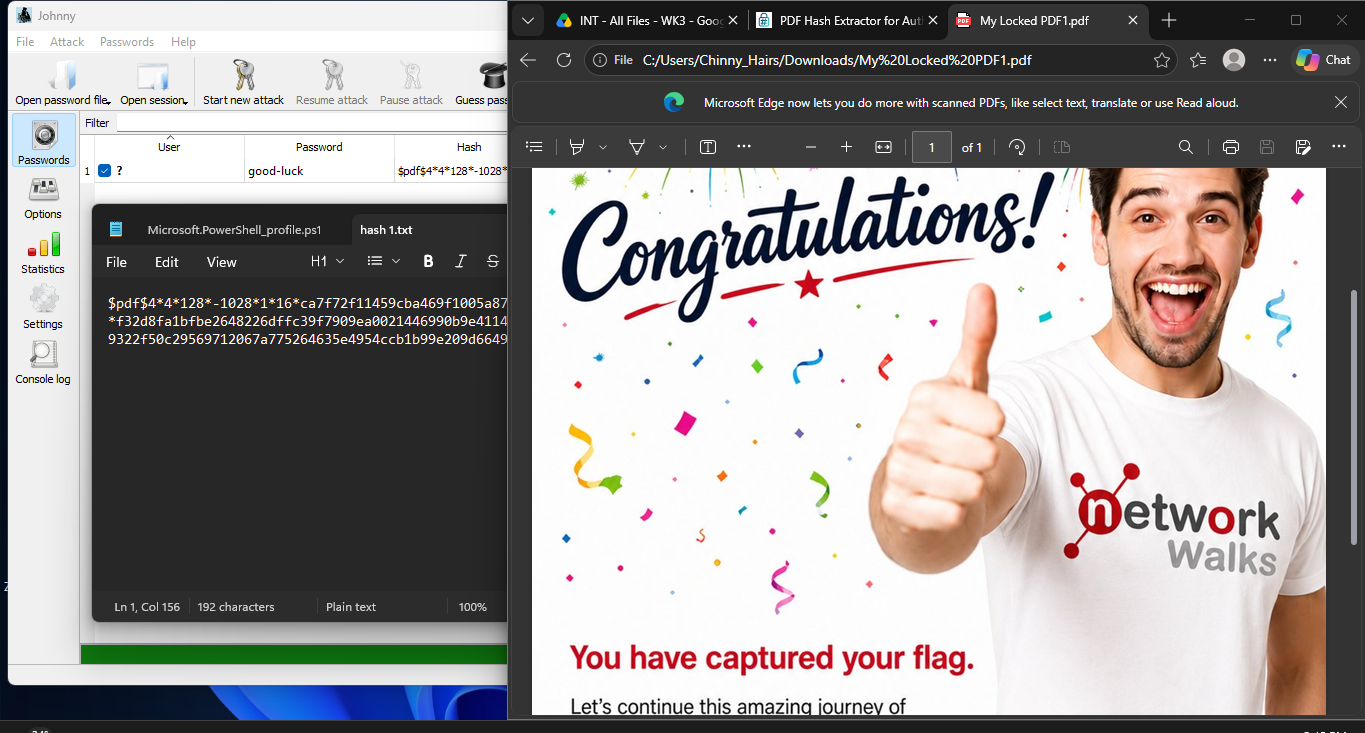 Johnny
File Attack Passwords Help
Open password file, Open session, Start new attack Resume attack Pause attack Guess pass
Passwords
Options
Statistics
Settings
Console log
Filter
User Password Hash
1 ? good-luck $pdf$4*4*128*-1028*
Microsoft.PowerShell_profile.ps1 hash 1.txt
File Edit View H1 B I S
$pdf$4*4*128*-1028*1*16*ca7f72f11459cba469f1005a87
*f32d8fa1bfbe2648226dffc39f7909ea0021446990b9e4114
9322f50c29569712067a775264635e4954ccb1b99e209d6649
Ln 1, Col 156 192 characters Plain text 100%
INT - All Files - WK3 - Goo PDF Hash Extractor for Aut My Locked PDF1.pdf
File C:/Users/Chinny_Hairs/Downloads/My%20Locked%20PDF1.pdf Chat
Microsoft Edge now lets you do more with scanned PDFs, like select text, translate or use Read aloud.
1 of 1
Congratulations!
network
Walks
You have captured your flag.
Let's continue this amazing journey of